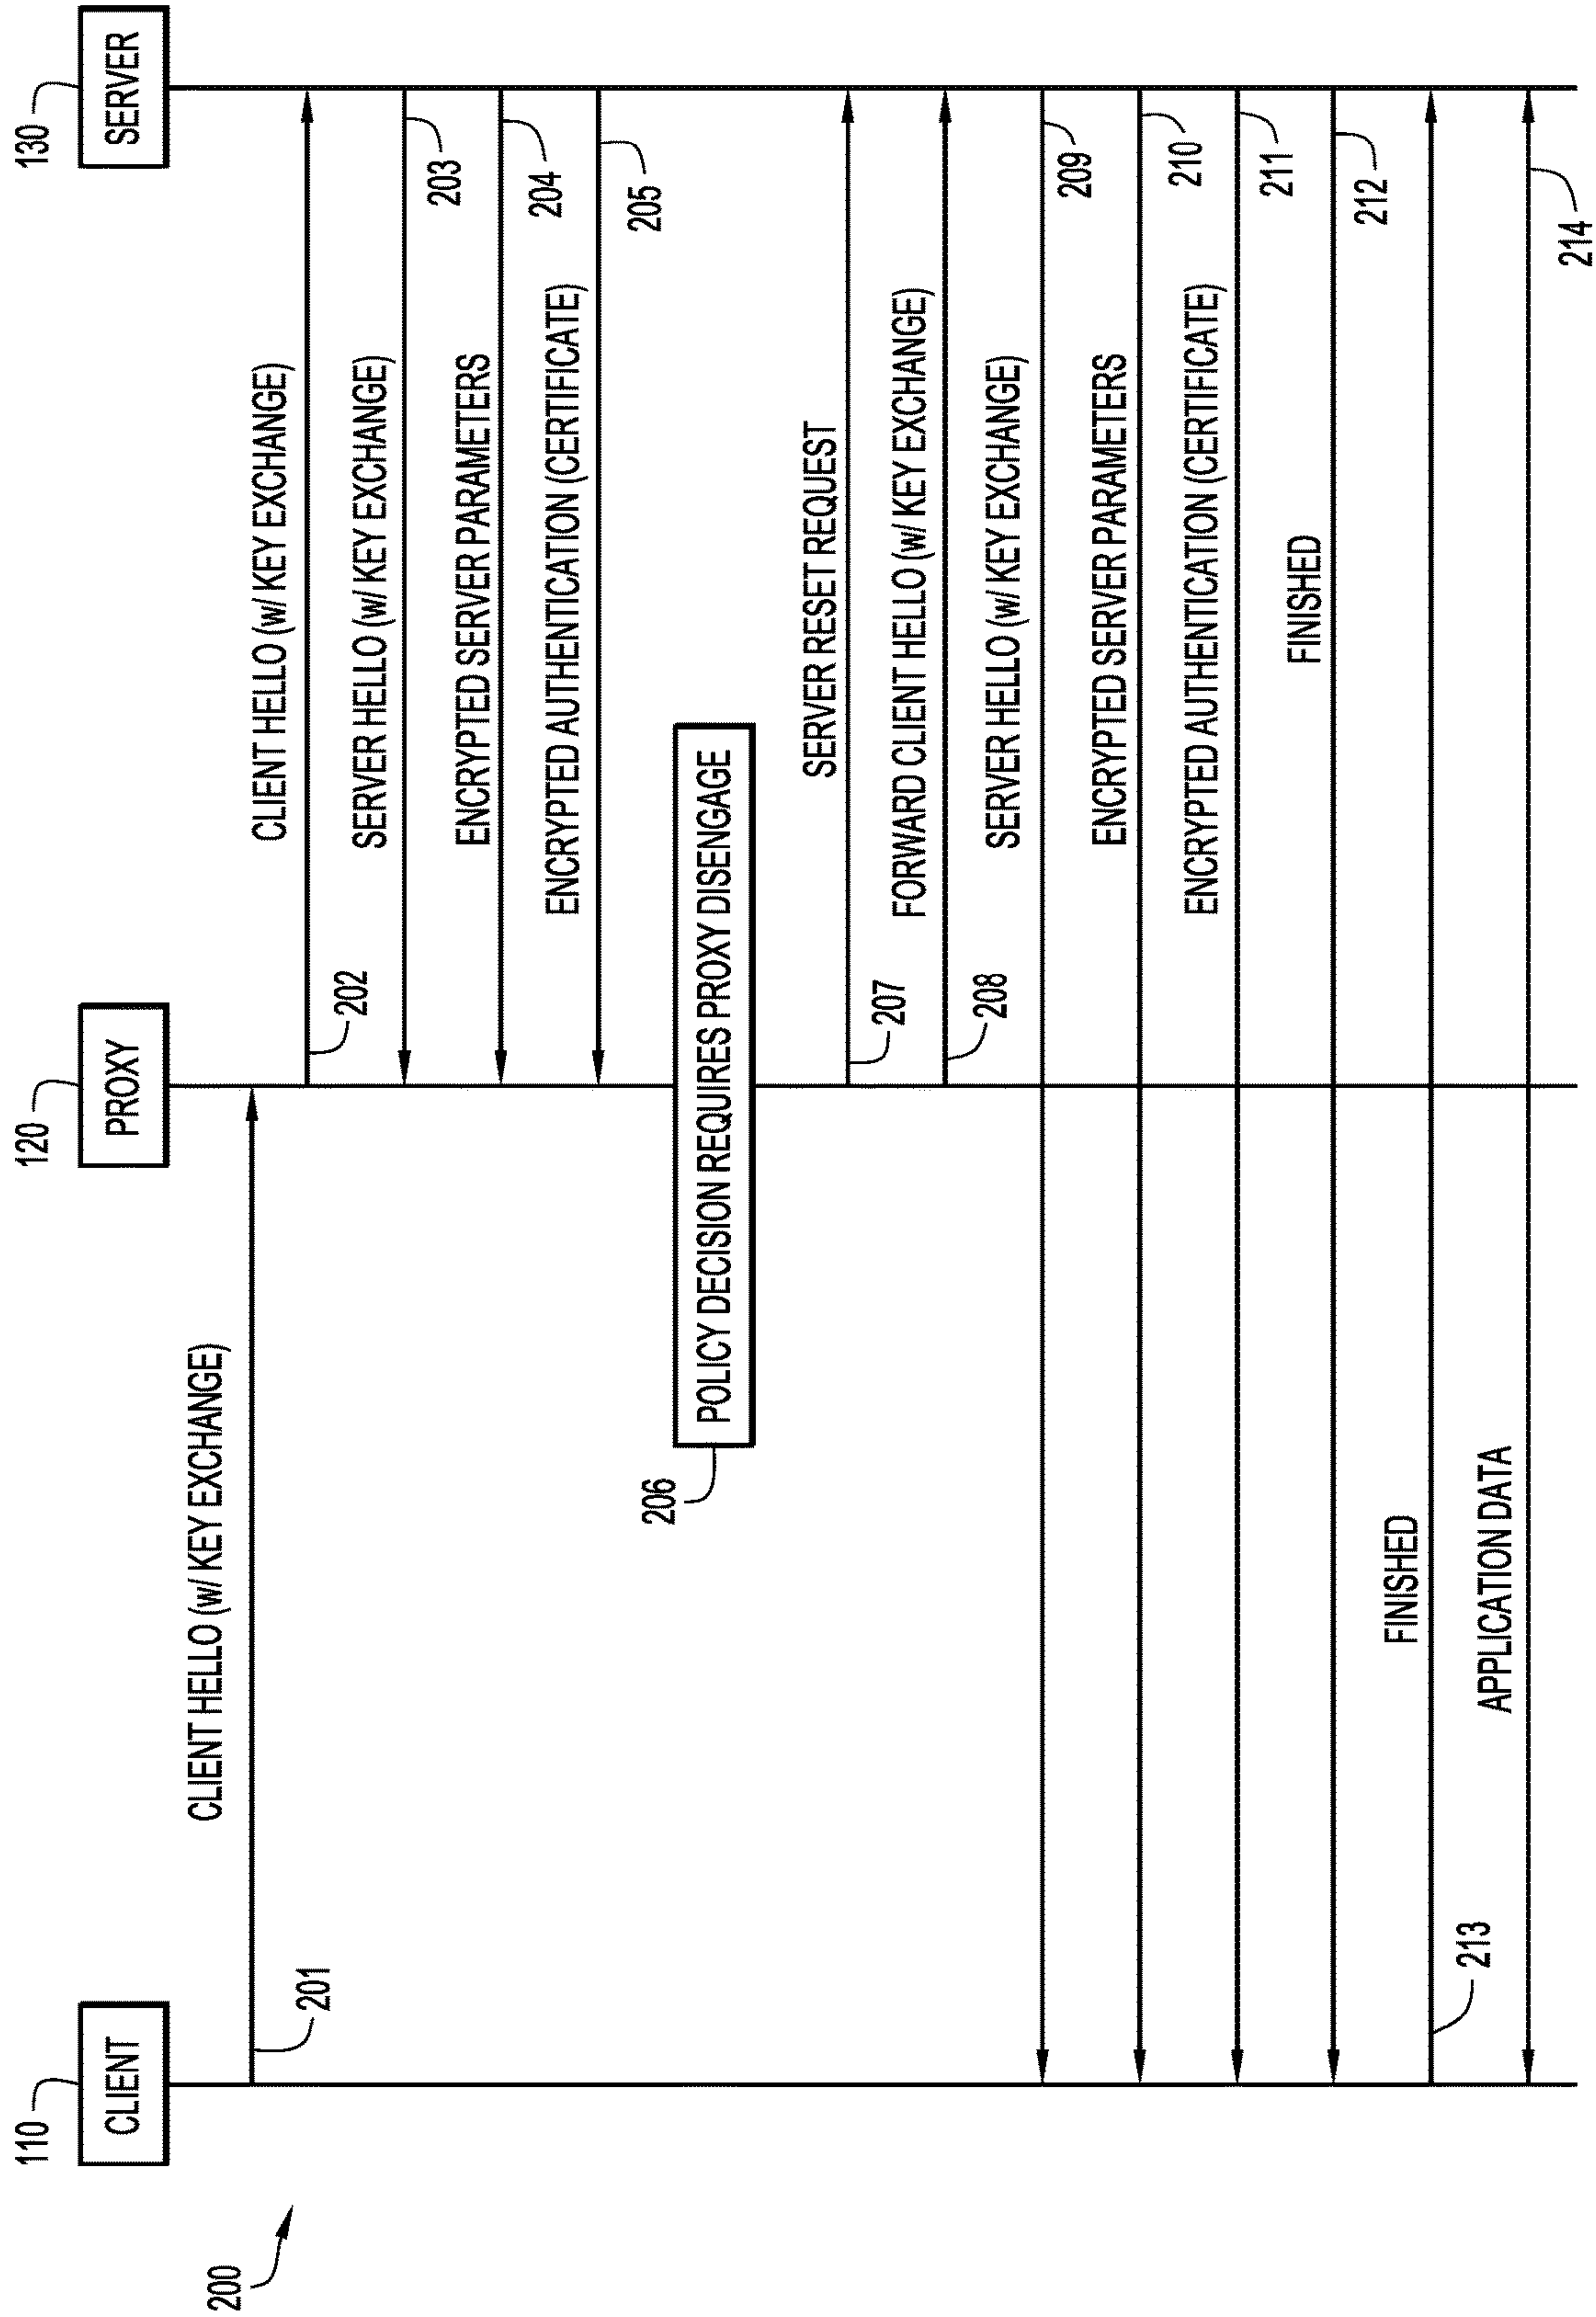 200
110
CLIENT
120
PROXY
130
SERVER
CLIENT HELLO (w/ KEY EXCHANGE)
201
CLIENT HELLO (w/ KEY EXCHANGE)
202
SERVER HELLO (w/ KEY EXCHANGE)
203
ENCRYPTED SERVER PARAMETERS
204
ENCRYPTED AUTHENTICATION (CERTIFICATE)
205
206
POLICY DECISION REQUIRES PROXY DISENGAGE
SERVER RESET REQUEST
207
FORWARD CLIENT HELLO (w/ KEY EXCHANGE)
208
SERVER HELLO (w/ KEY EXCHANGE)
209
ENCRYPTED SERVER PARAMETERS
210
ENCRYPTED AUTHENTICATION (CERTIFICATE)
211
FINISHED
212
FINISHED
213
APPLICATION DATA
214